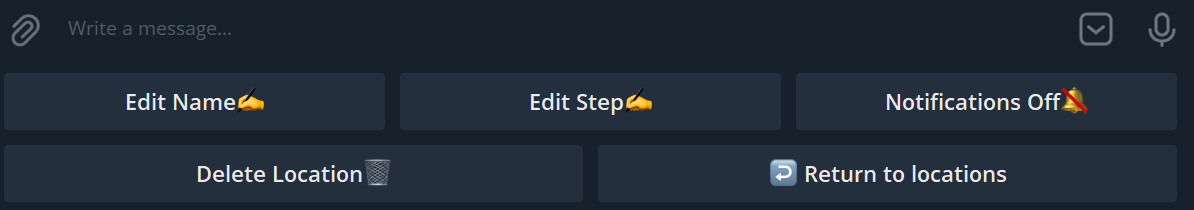 Write a message...
Edit Name✍️ Edit Step✍️ Notifications Off🔕
Delete Location🗑️ ↩️ Return to locations